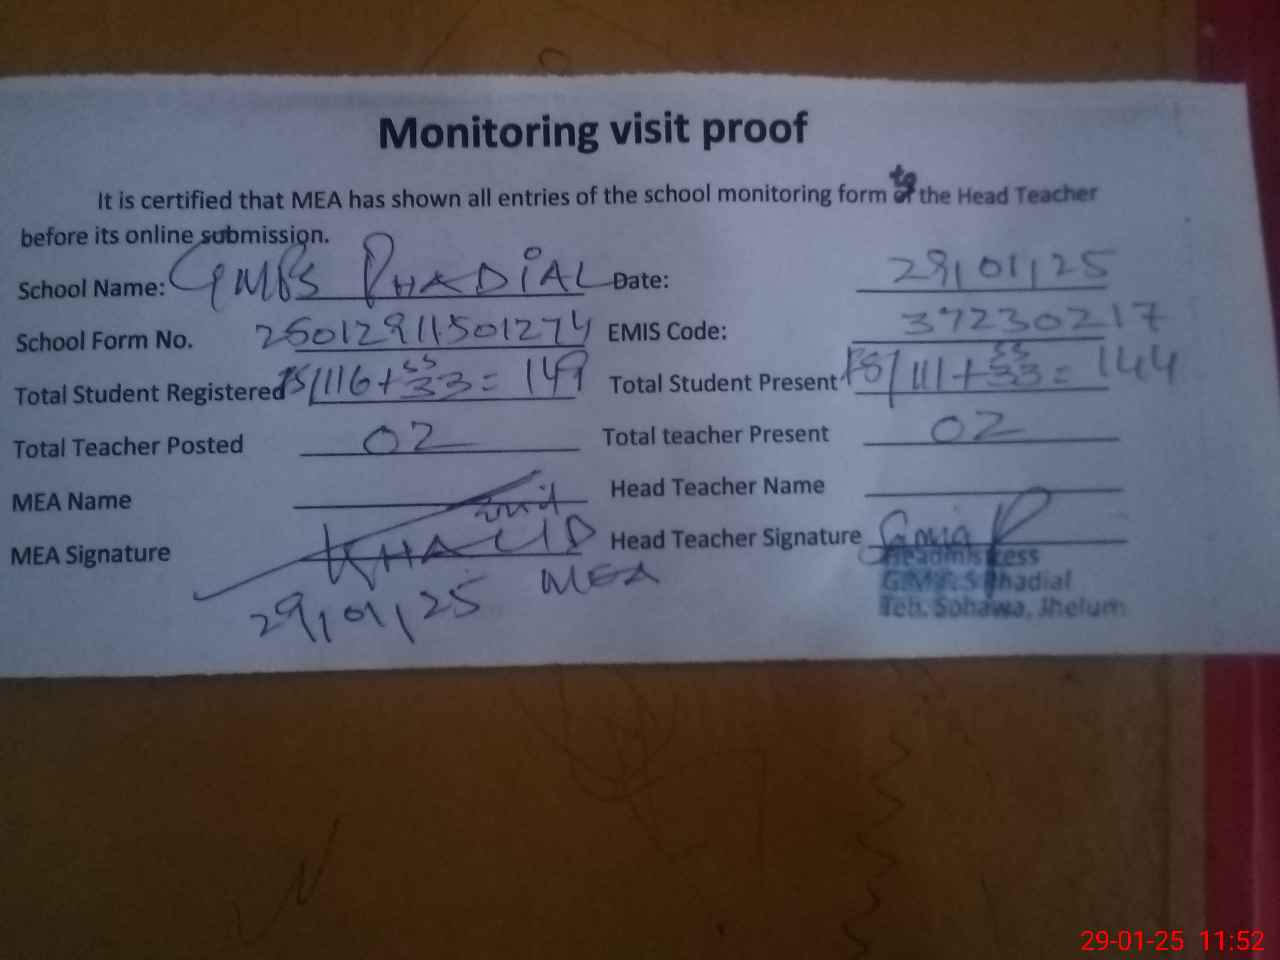 Monitoring visit proof
It is certified that MEA has shown all entries of the school monitoring form to the Head Teacher
before its online submission.
School Name: GMPS PHADIAL Date: 29/01/25
School Form No. 25012911501274 EMIS Code: 37230217
Total Student Registered PS/116+33=149 Total Student Present PS/111+33=144
Total Teacher Posted 02 Total teacher Present 02
MEA Name Head Teacher Name
MEA Signature KHALID Head Teacher Signature
MEA
29/01/25
Headmistress
G.M.P.S Phadial
Teh. Sohawa, Jhelum
29-01-25 11:52